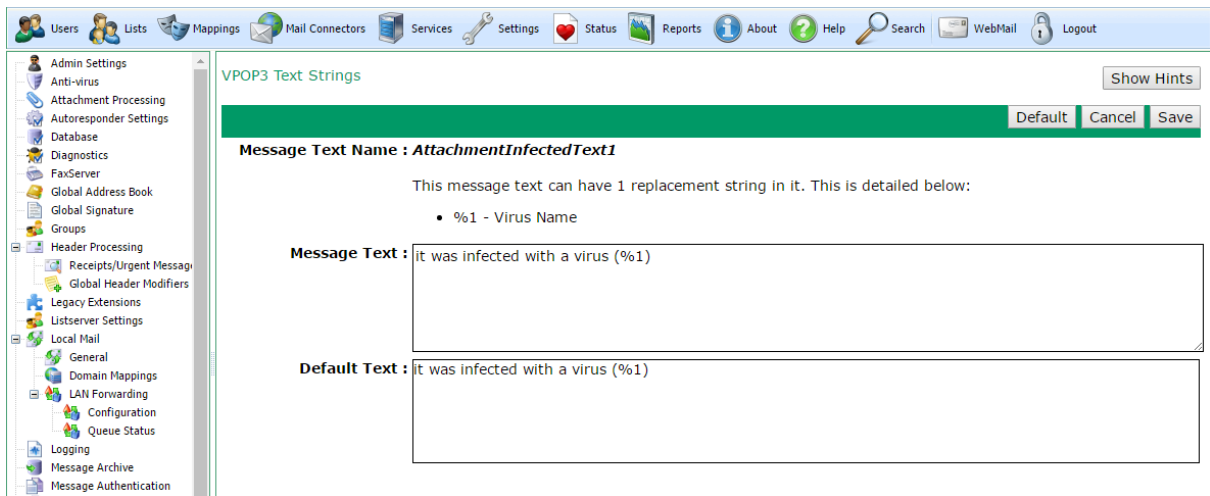 Users Lists Mappings Mail Connectors Services Settings Status Reports About Help Search WebMail Logout
Admin Settings
Anti-virus
Attachment Processing
Autoresponder Settings
Database
Diagnostics
FaxServer
Global Address Book
Global Signature
Groups
Header Processing
Receipts/Urgent Messag
Global Header Modifiers
Legacy Extensions
Listserver Settings
Local Mail
General
Domain Mappings
LAN Forwarding
Configuration
Queue Status
Logging
Message Archive
Message Authentication
VPOP3 Text Strings
Show Hints
Default Cancel Save
Message Text Name : AttachmentInfectedText1
This message text can have 1 replacement string in it. This is detailed below:
• %1 - Virus Name
Message Text : it was infected with a virus (%1)
Default Text : it was infected with a virus (%1)